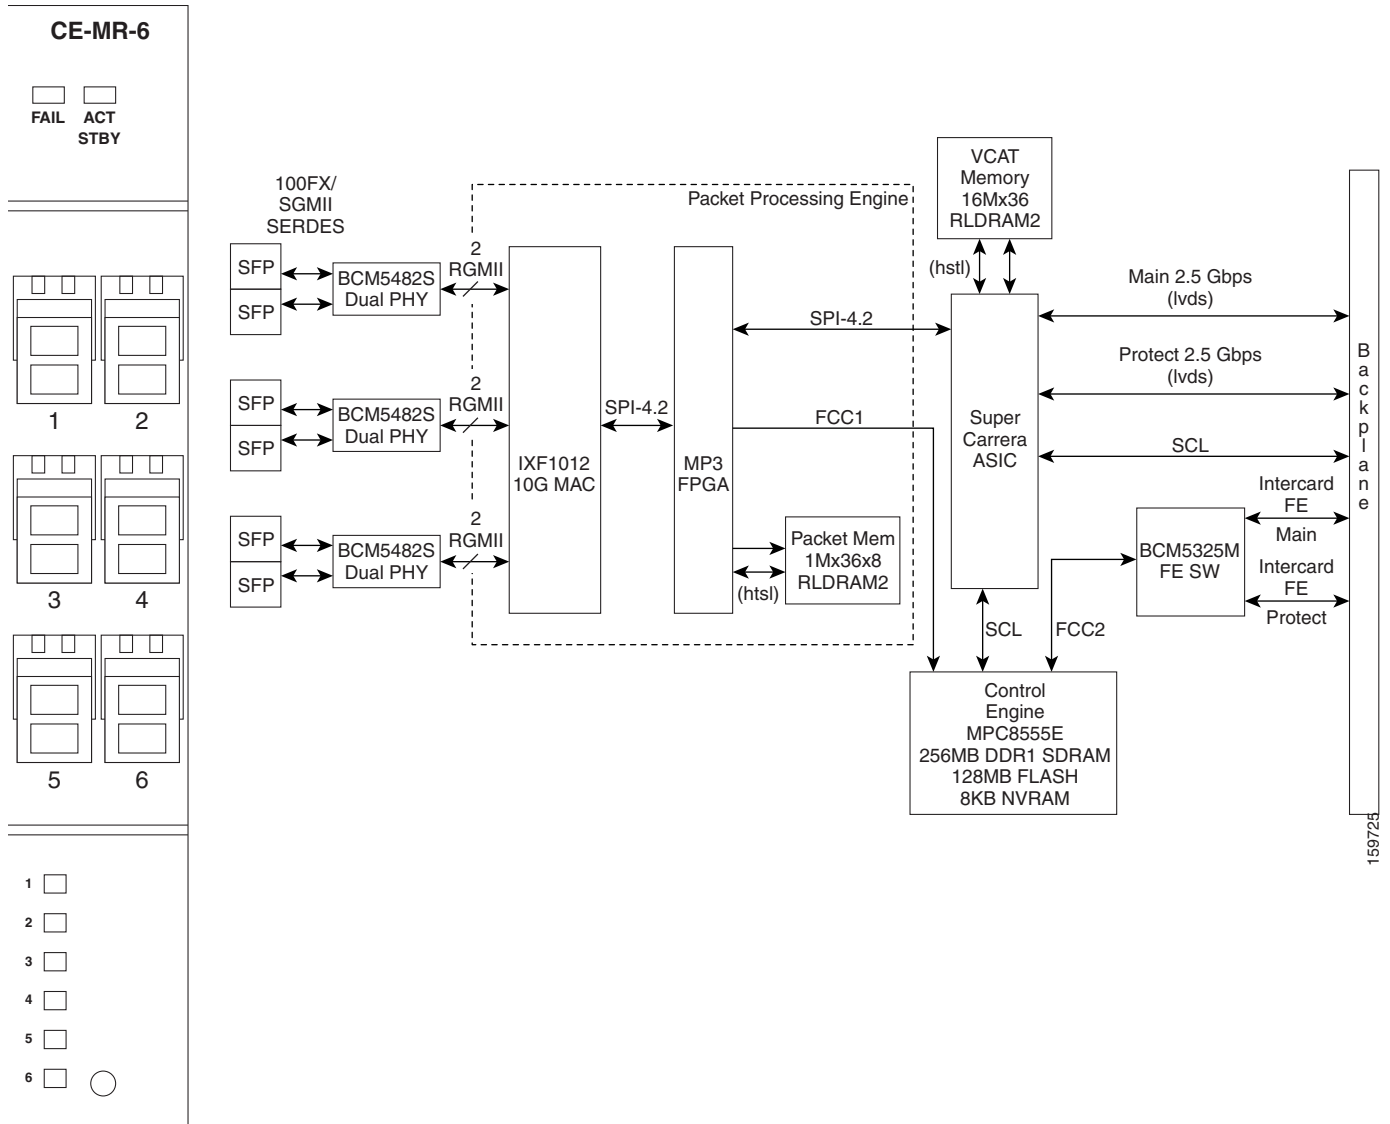 CE-MR-6
FAIL
ACT
STBY
1
2
3
4
5
6
1
2
3
4
5
6
100FX/
SGMII
SERDES
SFP
SFP
BCM5482S
Dual PHY
2
RGMII
SFP
SFP
BCM5482S
Dual PHY
2
RGMII
SFP
SFP
BCM5482S
Dual PHY
2
RGMII
Packet Processing Engine
IXF1012
10G MAC
SPI-4.2
MP3
FPGA
SPI-4.2
FCC1
Packet Mem
1Mx36x8
RLDRAM2
(htsl)
VCAT
Memory
16Mx36
RLDRAM2
(hstl)
Super
Carrera
ASIC
Main 2.5 Gbps
(lvds)
Protect 2.5 Gbps
(lvds)
SCL
SCL
FCC2
BCM5325M
FE SW
Intercard
FE
Main
Intercard
FE
Protect
Control
Engine
MPC8555E
256MB DDR1 SDRAM
128MB FLASH
8KB NVRAM
Backplane
159725